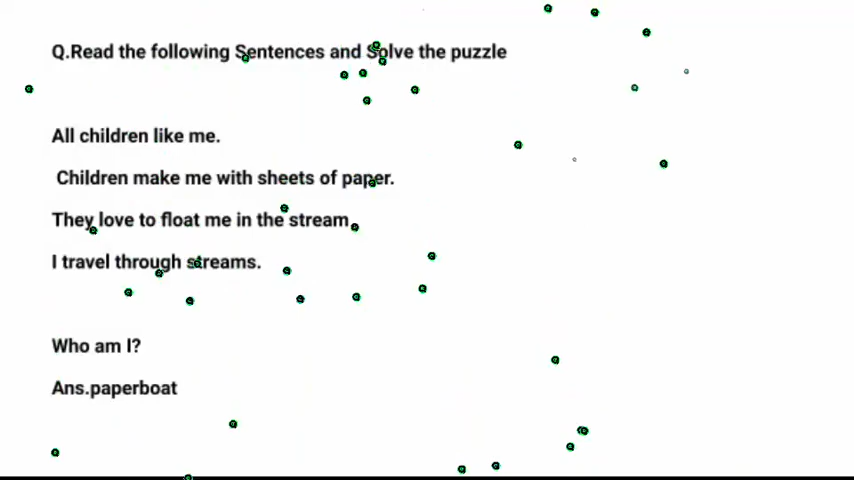 Q.Read the following Sentences and Solve the puzzle
All children like me.
Children make me with sheets of paper.
They love to float me in the stream.
I travel through streams.
Who am I?
Ans.paperboat